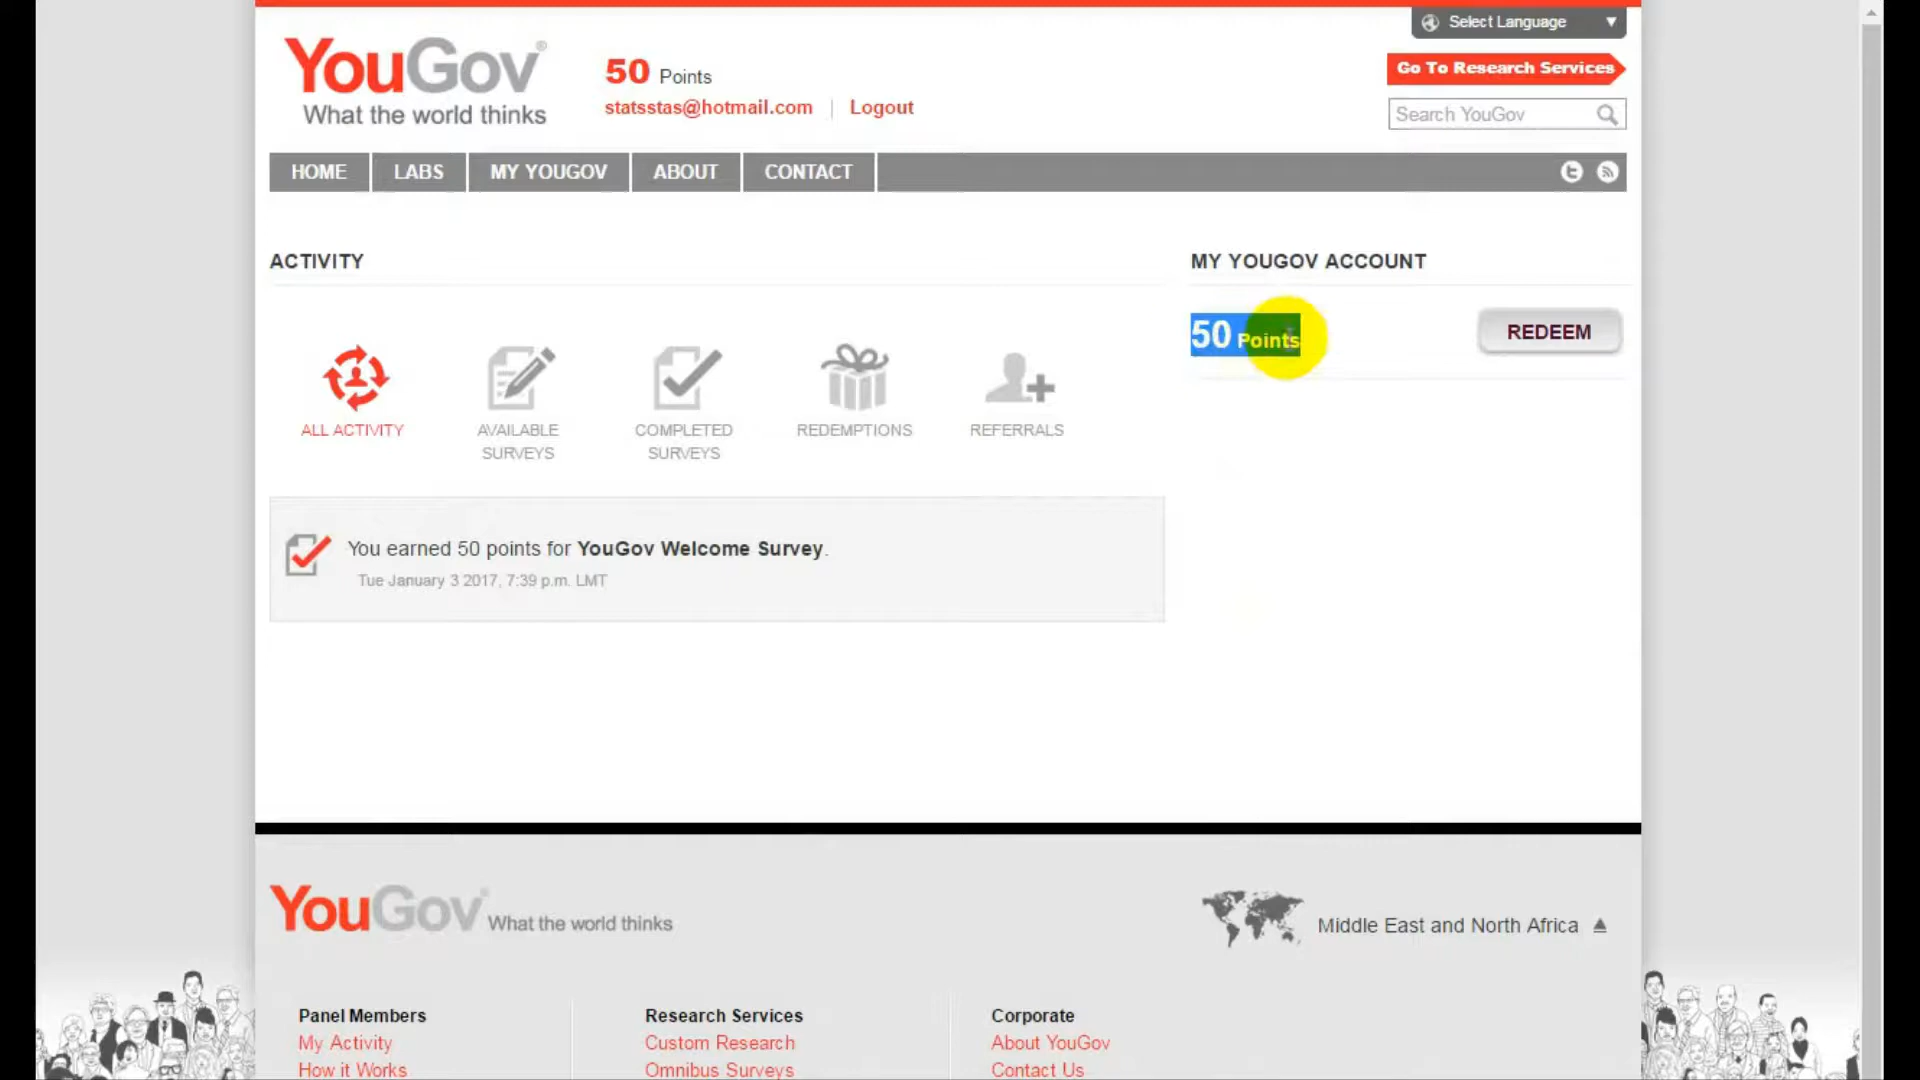 Select Language
YouGov®
What the world thinks
50 Points
statsstas@hotmail.com | Logout
Go To Research Services
Search YouGov
HOME
LABS
MY YOUGOV
ABOUT
CONTACT
ACTIVITY
ALL ACTIVITY
AVAILABLE
SURVEYS
COMPLETED
SURVEYS
REDEMPTIONS
REFERRALS
You earned 50 points for YouGov Welcome Survey.
Tue January 3 2017, 7:39 p.m. LMT
MY YOUGOV ACCOUNT
50 Points
REDEEM
YouGov® What the world thinks
Middle East and North Africa
Panel Members
My Activity
How it Works
Research Services
Custom Research
Omnibus Surveys
Corporate
About YouGov
Contact Us